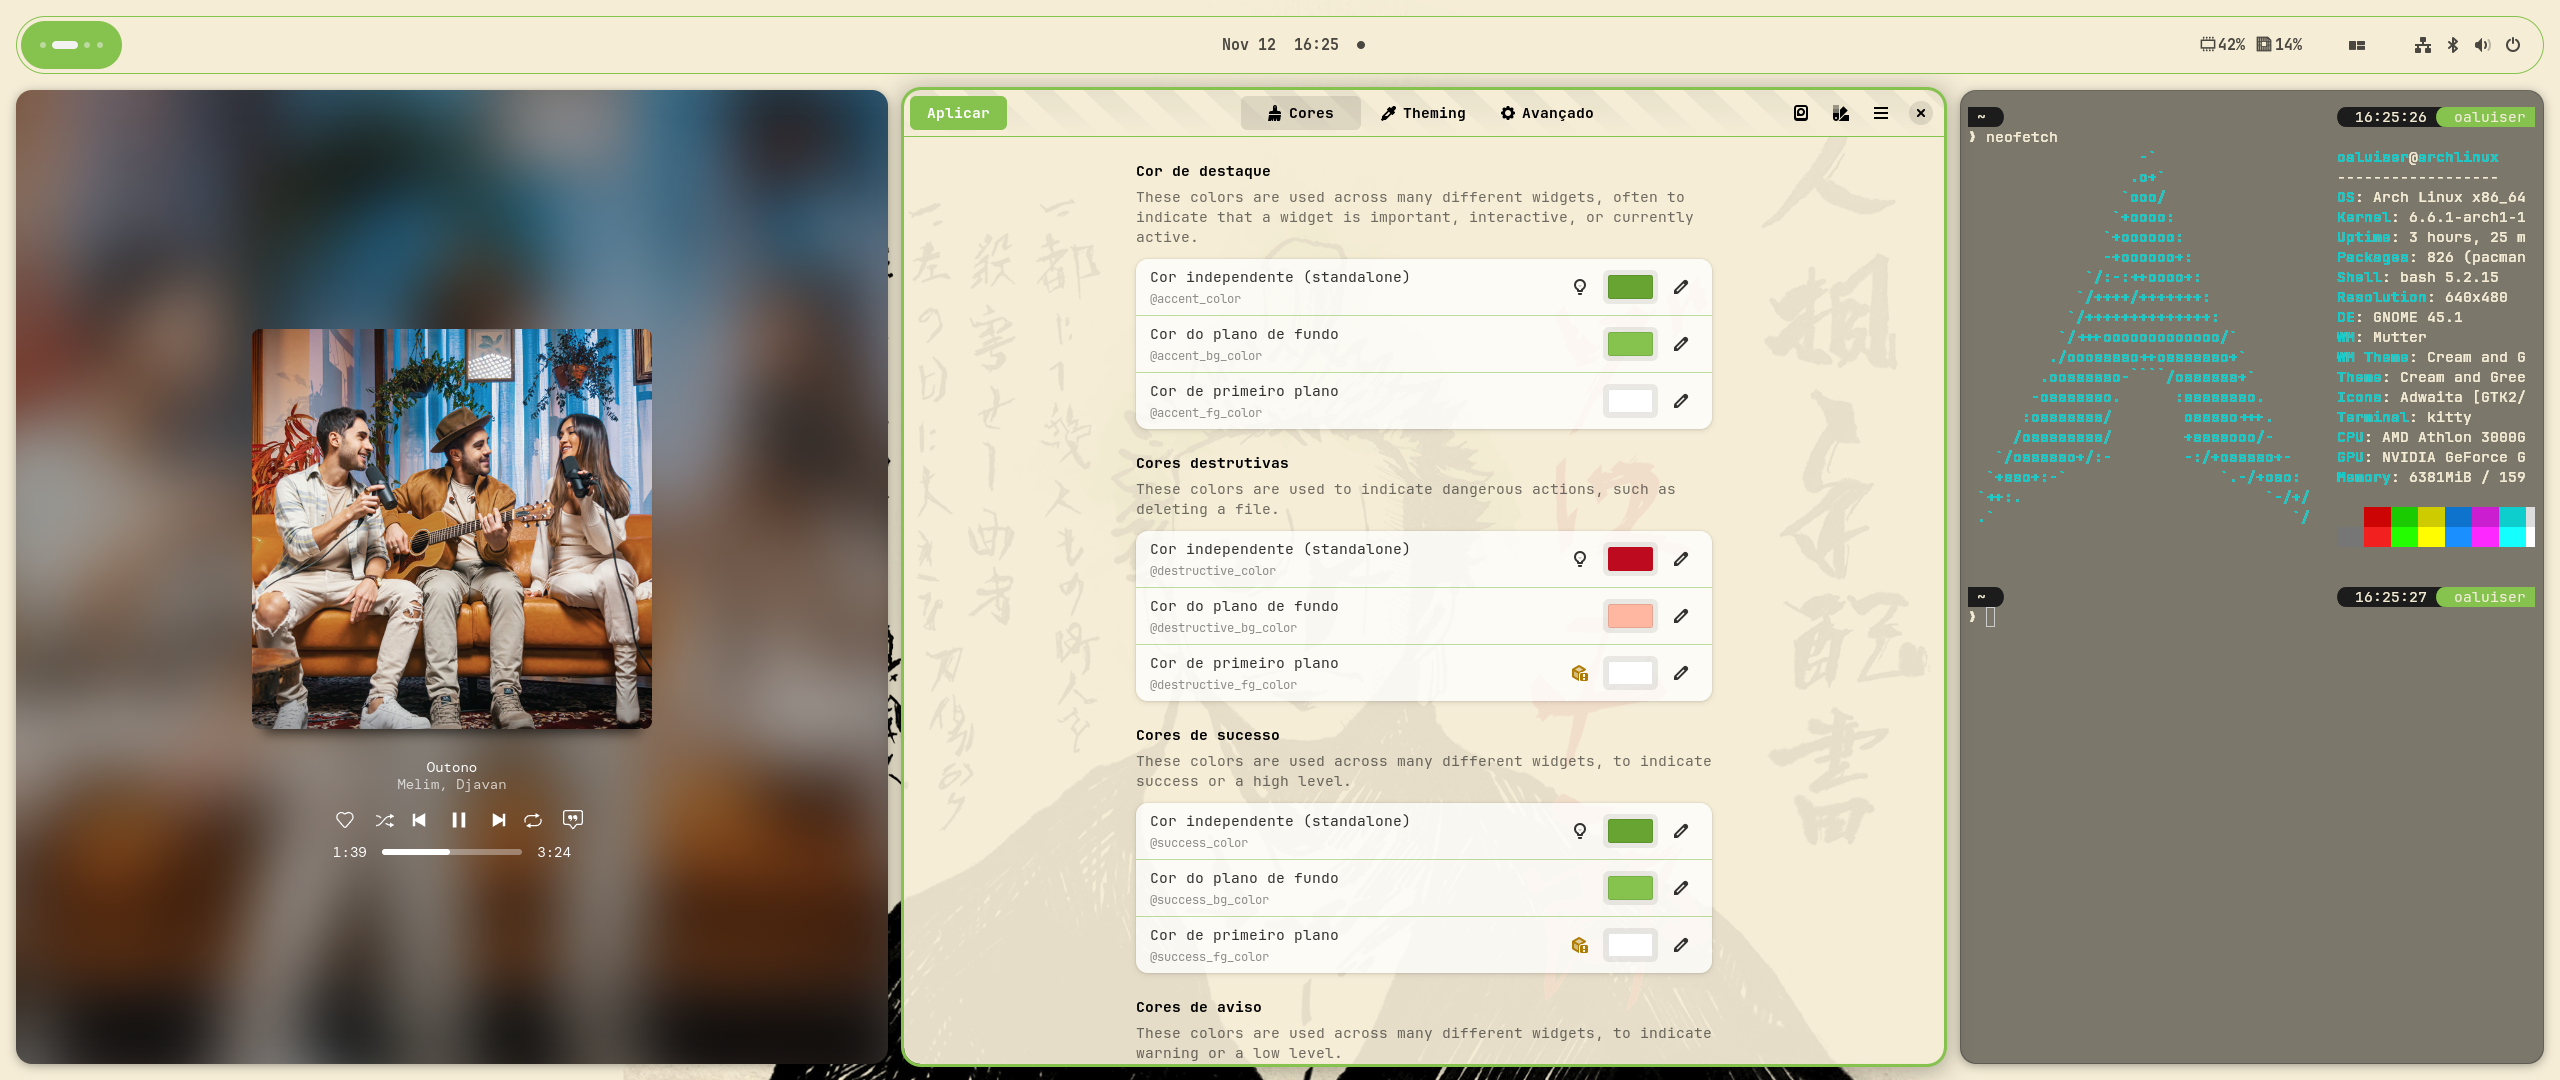 Nov 12 16:25
42% 14%
Outono
Melim, Djavan
1:39 3:24
Aplicar
Cores
Theming
Avançado
Cor de destaque
These colors are used across many different widgets, often to
indicate that a widget is important, interactive, or currently
active.
Cor independente (standalone)
@accent_color
Cor do plano de fundo
@accent_bg_color
Cor de primeiro plano
@accent_fg_color
Cores destrutivas
These colors are used to indicate dangerous actions, such as
deleting a file.
Cor independente (standalone)
@destructive_color
Cor do plano de fundo
@destructive_bg_color
Cor de primeiro plano
@destructive_fg_color
Cores de sucesso
These colors are used across many different widgets, to indicate
success or a high level.
Cor independente (standalone)
@success_color
Cor do plano de fundo
@success_bg_color
Cor de primeiro plano
@success_fg_color
Cores de aviso
These colors are used across many different widgets, to indicate
warning or a low level.
~ 16:25:26 oaluiser
❱ neofetch
oaluiser@archlinux
------------------
OS: Arch Linux x86_64
Kernel: 6.6.1-arch1-1
Uptime: 3 hours, 25 m
Packages: 826 (pacman
Shell: bash 5.2.15
Resolution: 640x480
DE: GNOME 45.1
WM: Mutter
WM Theme: Cream and G
Theme: Cream and Gree
Icons: Adwaita [GTK2/
Terminal: kitty
CPU: AMD Athlon 3000G
GPU: NVIDIA GeForce G
Memory: 6381MiB / 159
~ 16:25:27 oaluiser
❱